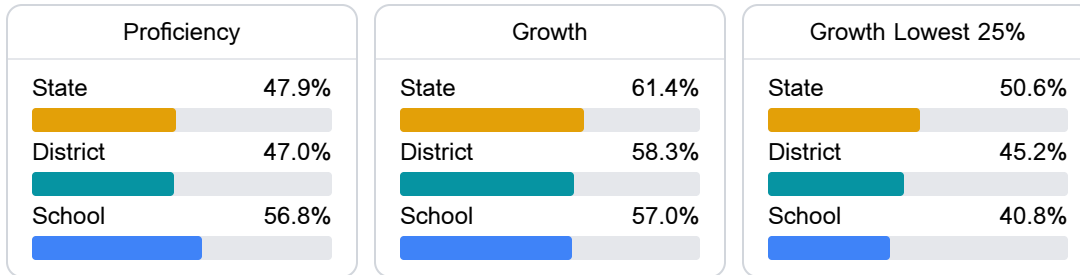 Proficiency
State 47.9%
District 47.0%
School 56.8%
Growth
State 61.4%
District 58.3%
School 57.0%
Growth Lowest 25%
State 50.6%
District 45.2%
School 40.8%